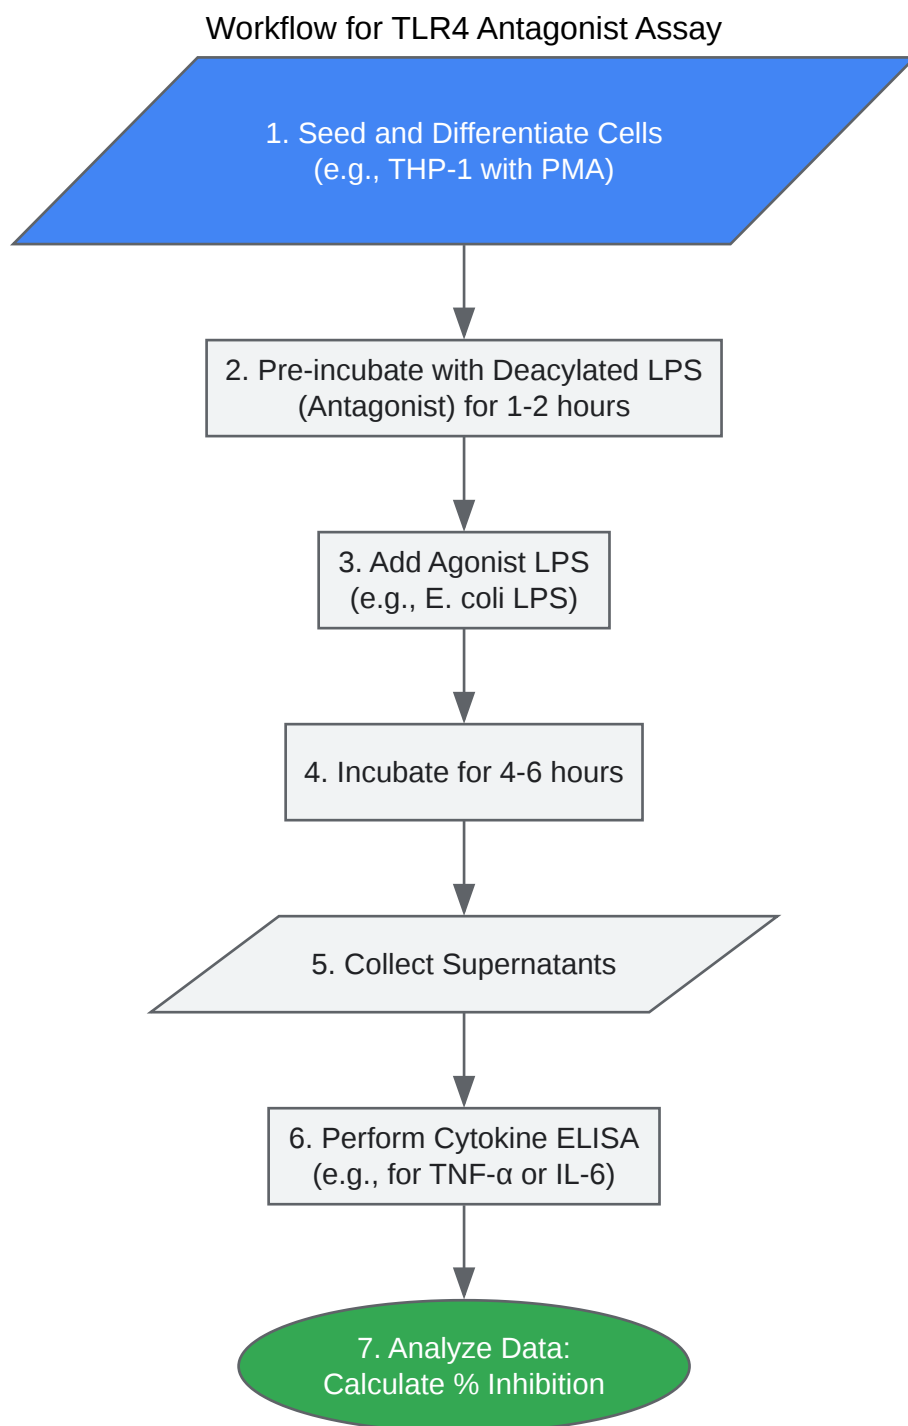 Workflow for TLR4 Antagonist Assay
1. Seed and Differentiate Cells
(e.g., THP-1 with PMA)
2. Pre-incubate with Deacylated LPS
(Antagonist) for 1-2 hours
3. Add Agonist LPS
(e.g., E. coli LPS)
4. Incubate for 4-6 hours
5. Collect Supernatants
6. Perform Cytokine ELISA
(e.g., for TNF-α or IL-6)
7. Analyze Data:
Calculate % Inhibition